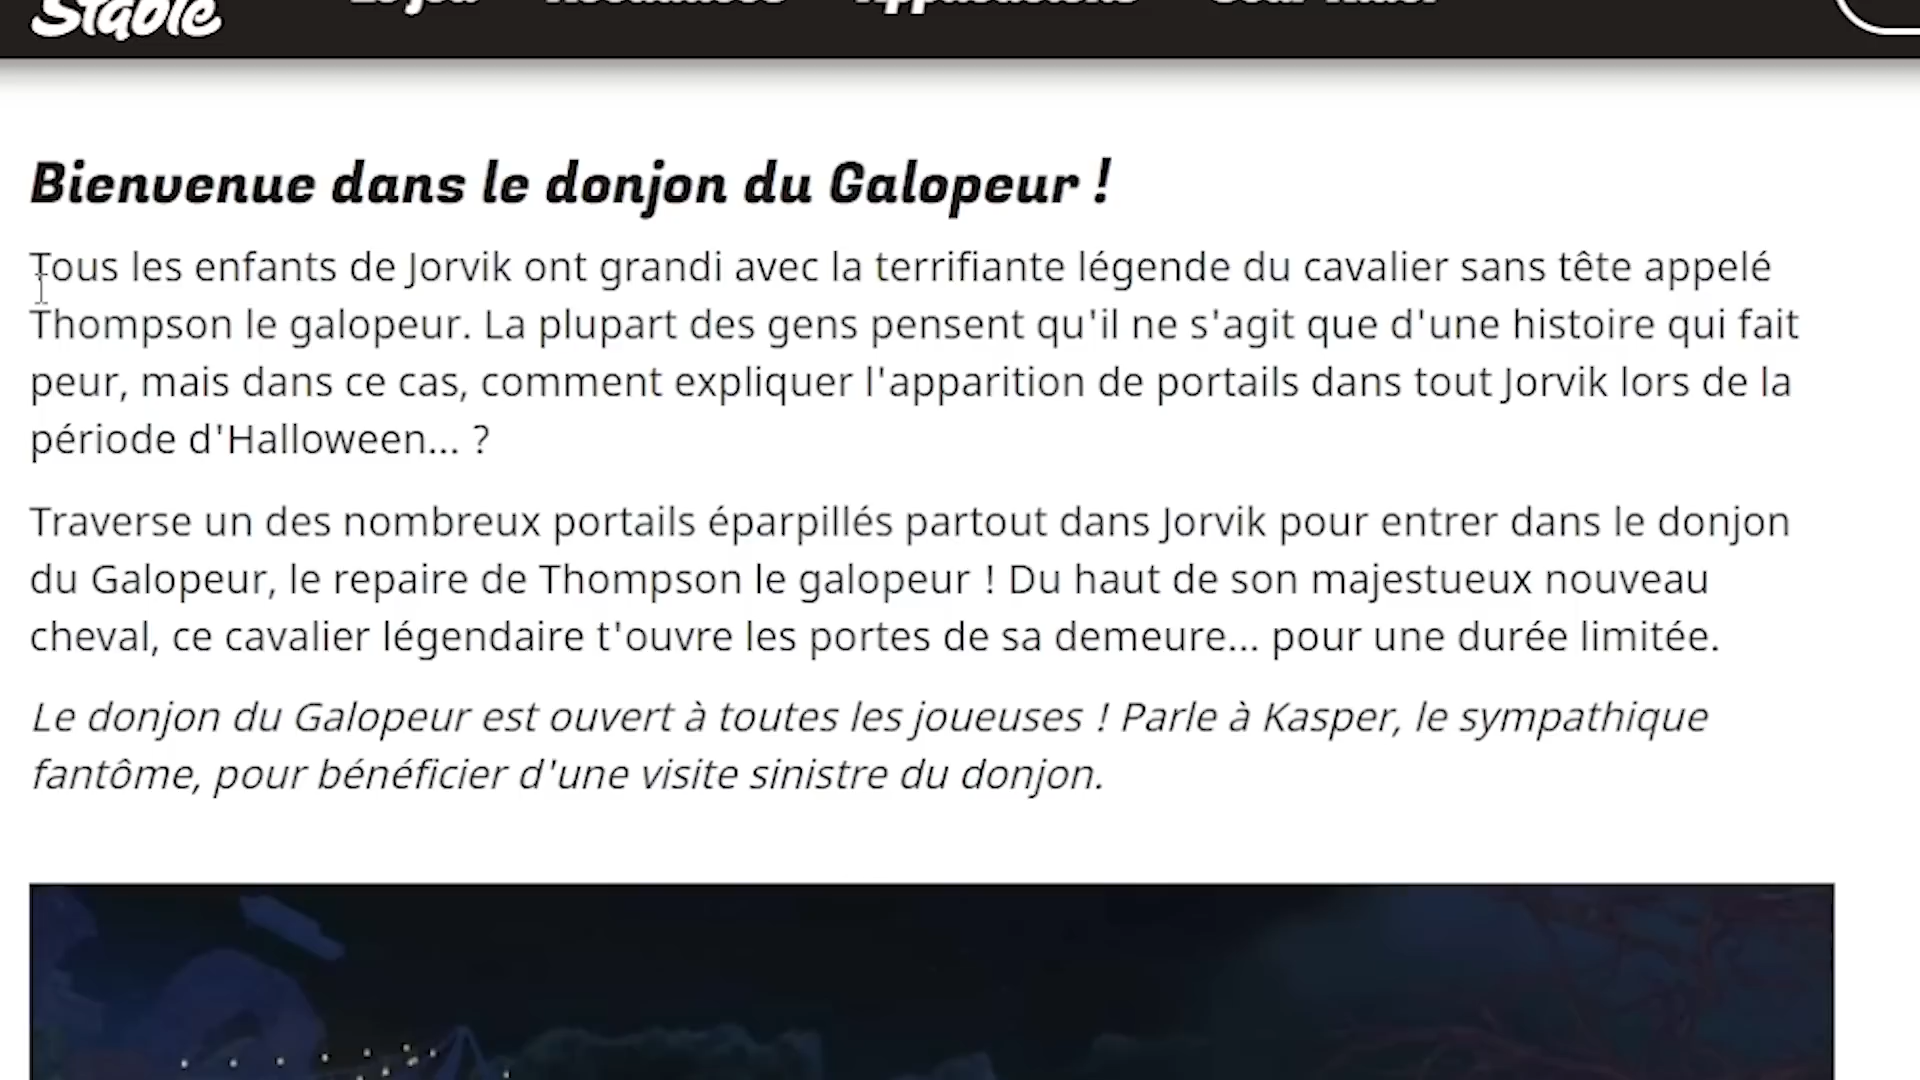 Stable
Bienvenue dans le donjon du Galopeur !
Tous les enfants de Jorvik ont grandi avec la terrifiante légende du cavalier sans tête appelé
Thompson le galopeur. La plupart des gens pensent qu'il ne s'agit que d'une histoire qui fait
peur, mais dans ce cas, comment expliquer l'apparition de portails dans tout Jorvik lors de la
période d'Halloween... ?
Traverse un des nombreux portails éparpillés partout dans Jorvik pour entrer dans le donjon
du Galopeur, le repaire de Thompson le galopeur ! Du haut de son majestueux nouveau
cheval, ce cavalier légendaire t'ouvre les portes de sa demeure... pour une durée limitée.
Le donjon du Galopeur est ouvert à toutes les joueuses ! Parle à Kasper, le sympathique
fantôme, pour bénéficier d'une visite sinistre du donjon.